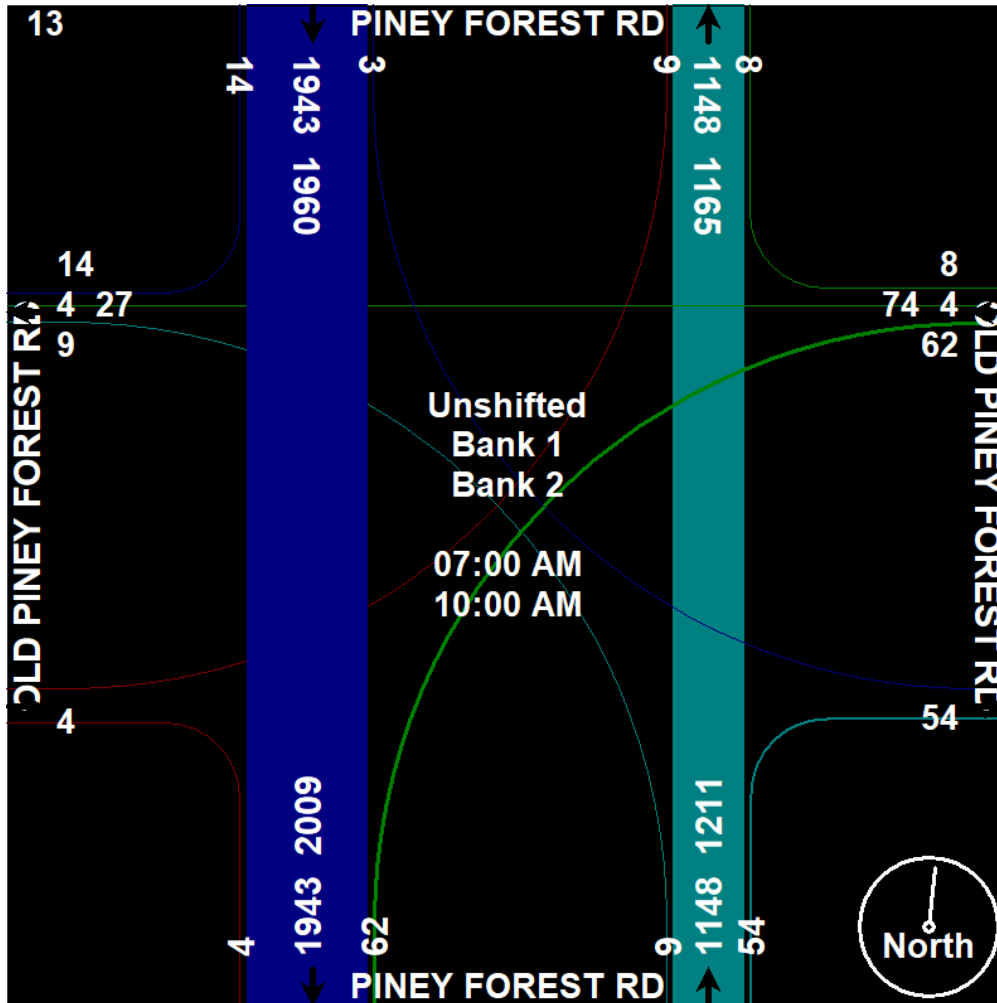 13
PINEY FOREST RD
14
1943 1960
3
9
1148 1165
8
14
4 27
9
8
74 4
62
OLD PINEY FOREST RD
OLD PINEY FOREST RD
Unshifted
Bank 1
Bank 2
07:00 AM
10:00 AM
4
54
4
1943 2009
62
9
1148 1211
54
North
PINEY FOREST RD